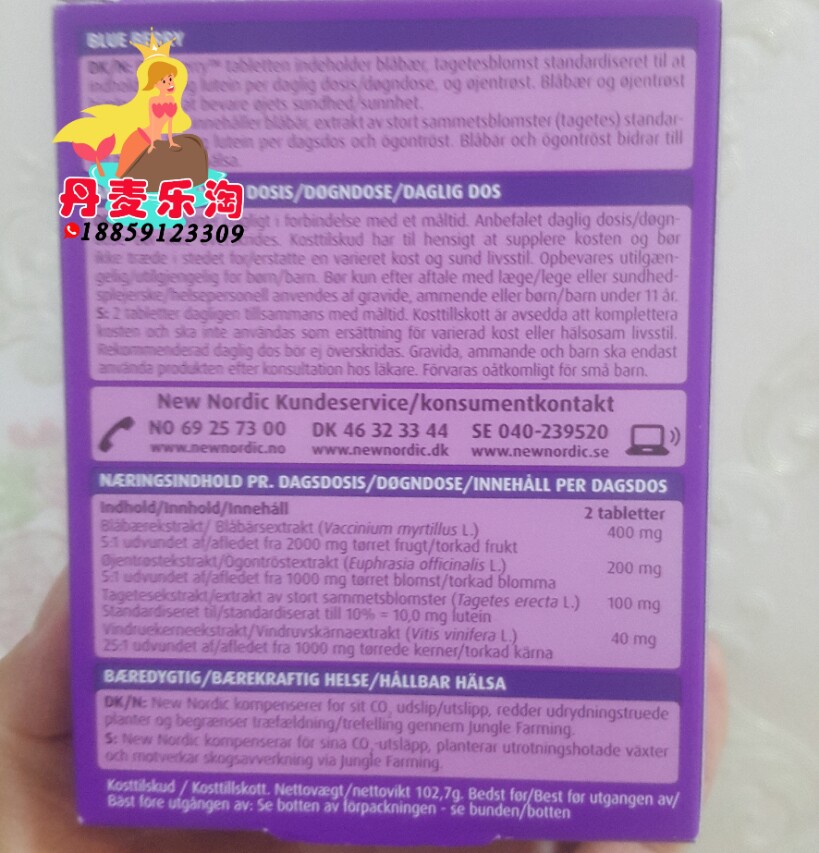 BLUE BERRY
DK/N: tabletten indeholder blåbær, tagetesblomst standardiseret til at
indhol lutein per daglig dosis/døgndose, og øjentrøst. Blåbær og øjentrøst
at bevare øjets sundhed/sunnhet.
innehåller blåbär, extrakt av stort sammetsblomster (tagetes) standar-
lutein per dagsdos och ögontröst. Blåbär och ögontröst bidrar till
älsa.
DOSIS/DØGNDOSE/DAGLIG DOS
丹麦乐淘
18859123309
ligt i forbindelse med et måltid. Anbefalet daglig dosis/døgn-
des. Kosttilskud har til hensigt at supplere kosten og bør
ikke træde i stedet for/erstatte en varieret kost og sund livsstil. Opbevares utilgæn-
gelig/utilgjengelig for børn/barn. Bør kun efter aftale med læge/lege eller sundhed-
splejerske/helsepersonell anvendes af gravide, ammende eller børn/barn under 11 år.
S: 2 tabletter dagligen tillsammans med måltid. Kosttillskott är avsedda att komplettera
kosten och ska inte användas som ersättning för varierad kost eller hälsosam livsstil.
Rekommenderad daglig dos bör ej överskridas. Gravida, ammande och barn ska endast
använda produkten efter konsultation hos läkare. Förvaras oåtkomligt för små barn.
New Nordic Kundeservice/konsumentkontakt
NO 69 25 73 00 DK 46 32 33 44 SE 040-239520
www.newnordic.no www.newnordic.dk www.newnordic.se
NÆRINGSINDHOLD PR. DAGSDOSIS/DØGNDOSE/INNEHÅLL PER DAGSDOS
Indhold/Innhold/Innehåll 2 tabletter
Blåbærekstrakt/ Blåbärsextrakt (Vaccinium myrtillus L.) 400 mg
5:1 udvundet af/afledet fra 2000 mg tørret frugt/torkad frukt
Øjentrøstekstrakt/Ögontröstextrakt (Euphrasia officinalis L.) 200 mg
5:1 udvundet af/afledet fra 1000 mg tørret blomst/torkad blomma
Tagetesekstrakt/extrakt av stort sammetsblomster (Tagetes erecta L.) 100 mg
Standardiseret til/standardiserat till 10% = 10,0 mg lutein
Vindruekerneekstrakt/Vindruvskärnaextrakt (Vitis vinifera L.) 40 mg
25:1 udvundet af/afledet fra 1000 mg tørrede kerner/torkad kärna
BÆREDYGTIG/BÆREKRAFTIG HELSE/HÅLLBAR HÄLSA
DK/N: New Nordic kompenserer for sit CO2 udslip/utslipp, redder udrydningstruede
planter og begrænser træfældning/trefelling gennem Jungle Farming.
S: New Nordic kompenserar för sina CO2-utsläpp, planterar utrotningshotade växter
och motverkar skogsavverkning via Jungle Farming.
Kosttilskud / Kosttillskott. Nettovægt/nettovikt 102,7g. Bedst før/Best før utgangen av/
Bäst före utgången av: Se botten av förpackningen - se bunden/botten